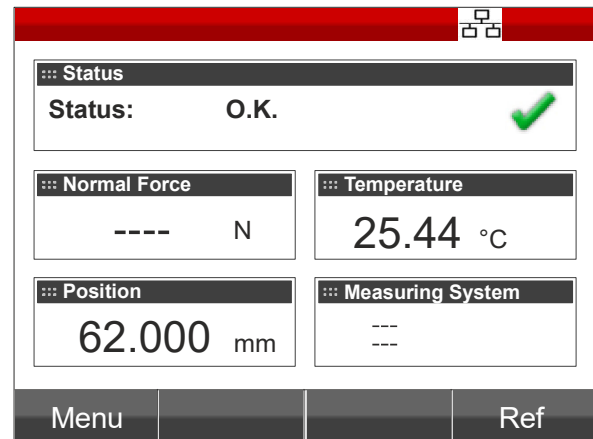 Status
Status: O.K.
Normal Force
---- N
Temperature
25.44 °C
Position
62.000 mm
Measuring System
---
---
Menu Ref